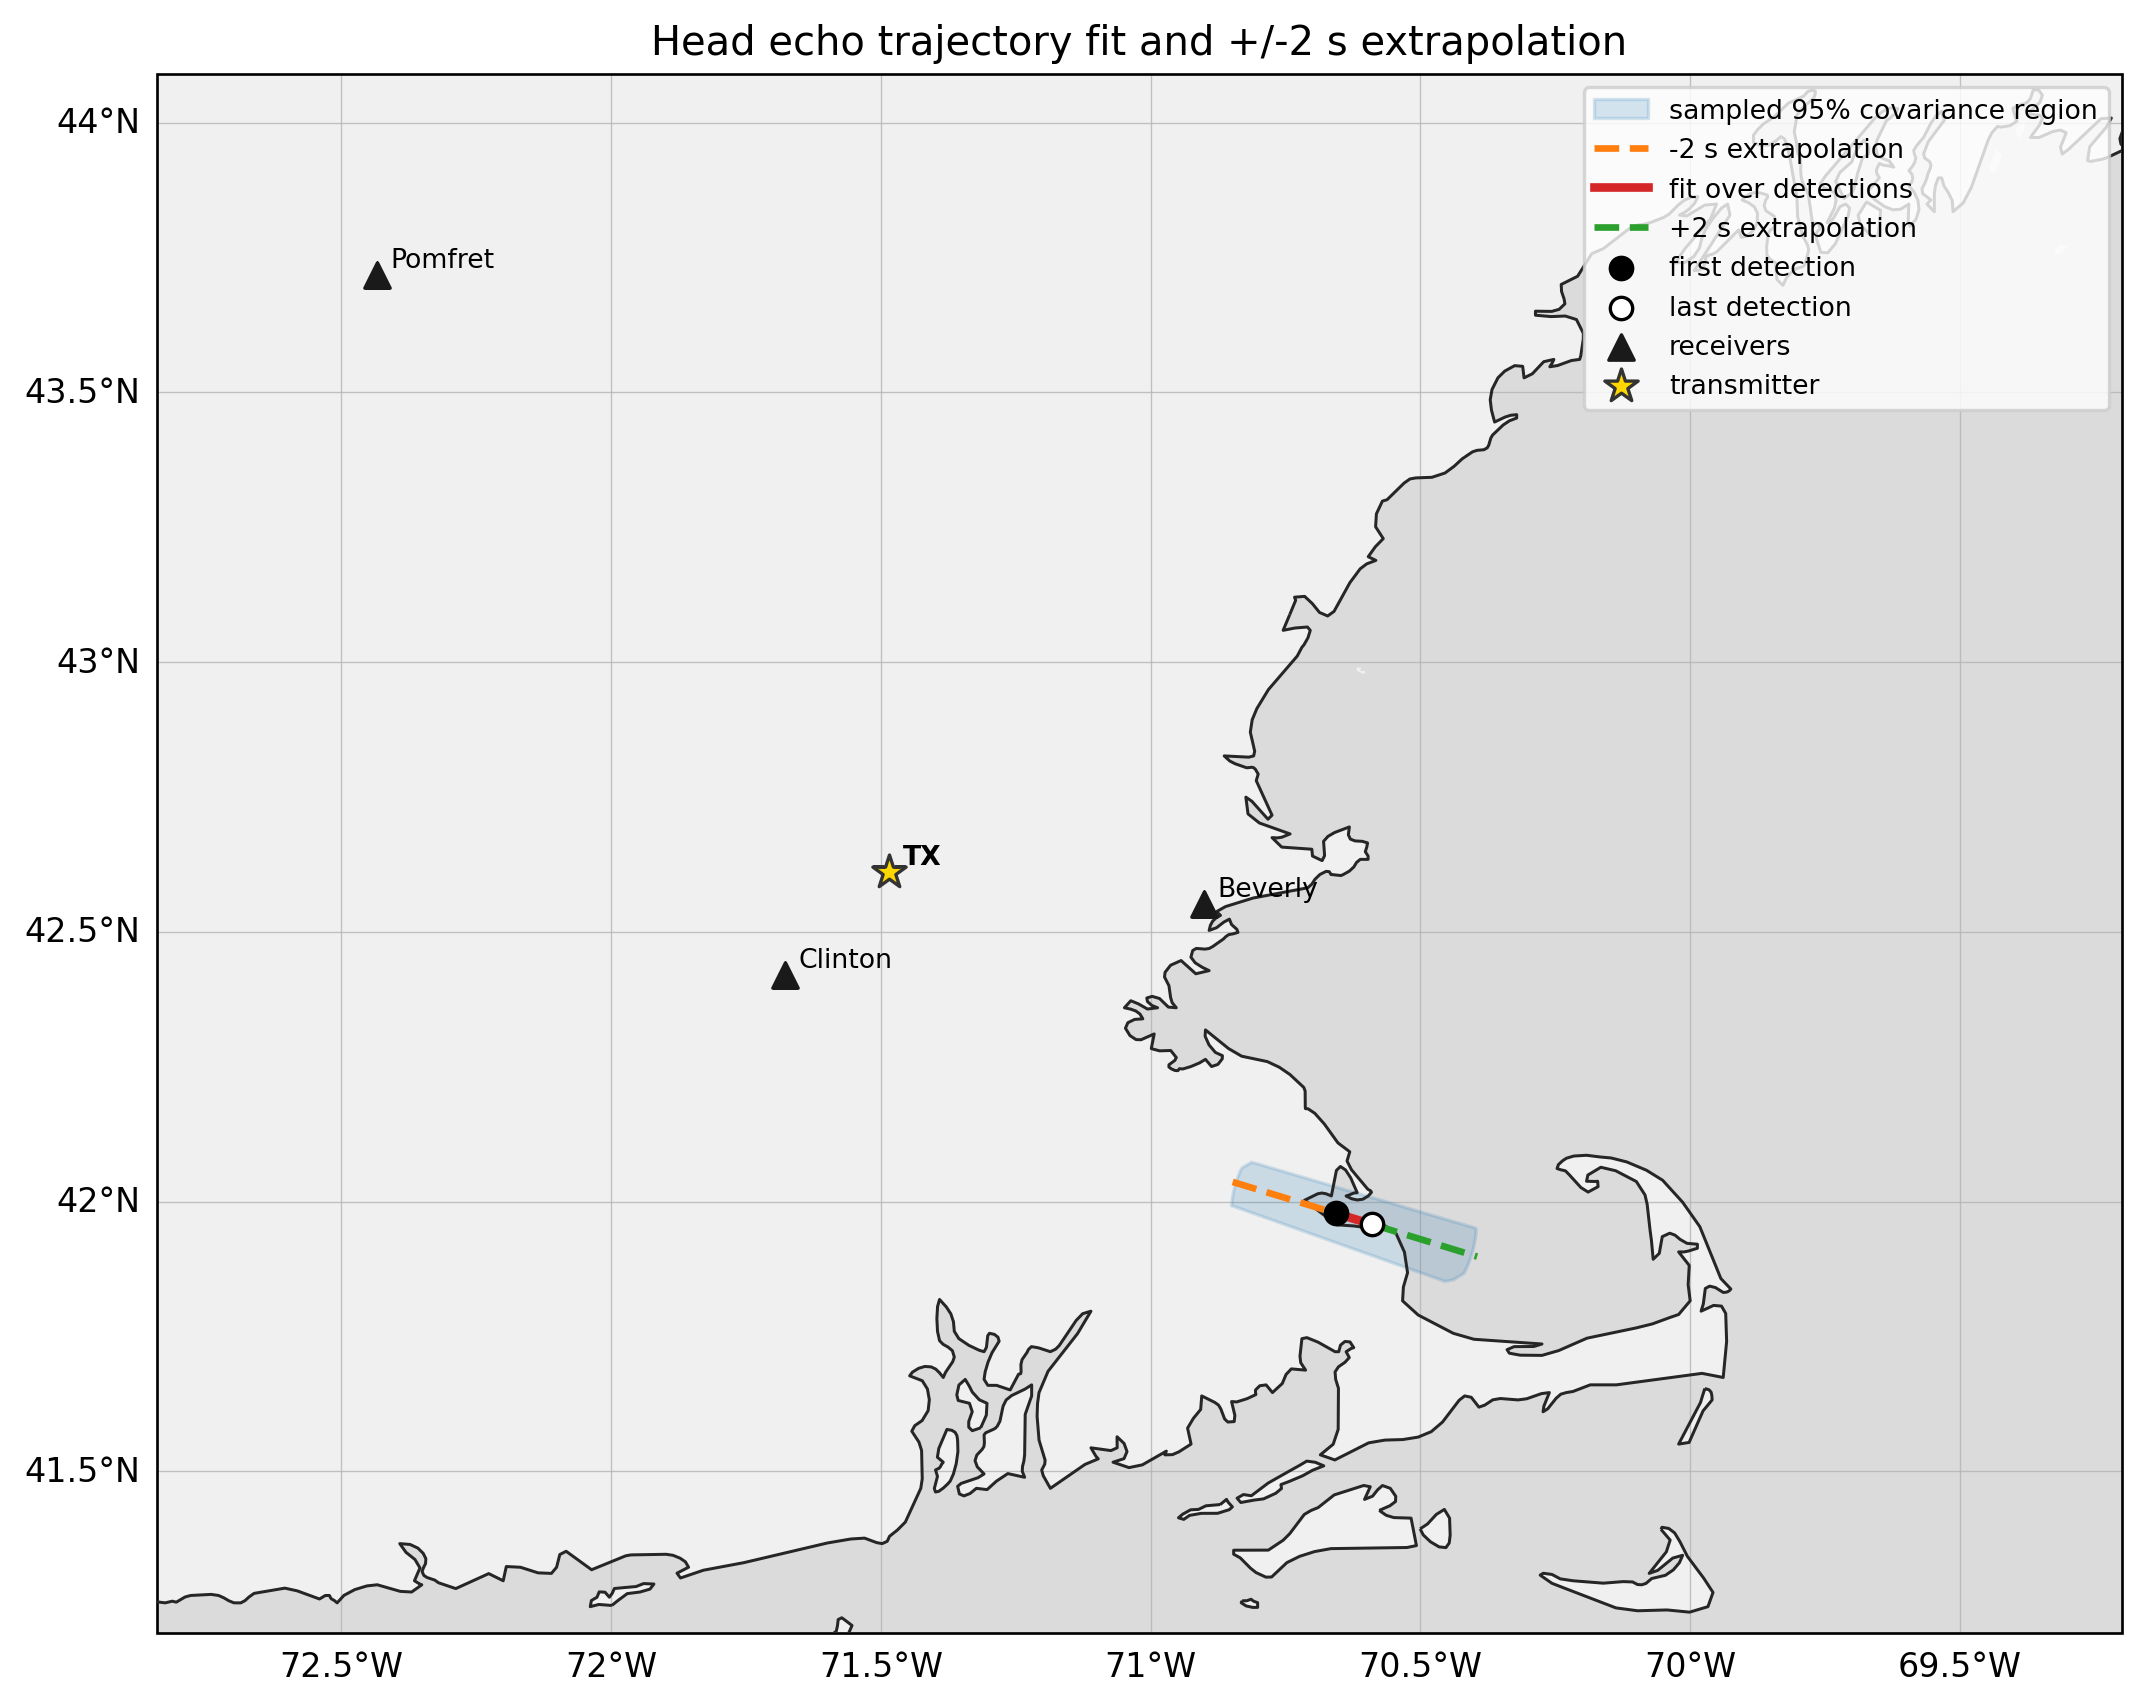 Head echo trajectory fit and +/-2 s extrapolation
sampled 95% covariance region
-2 s extrapolation
fit over detections
+2 s extrapolation
first detection
last detection
receivers
transmitter
44°N
43.5°N
43°N
42.5°N
42°N
41.5°N
Pomfret
TX
Beverly
Clinton
72.5°W
72°W
71.5°W
71°W
70.5°W
70°W
69.5°W